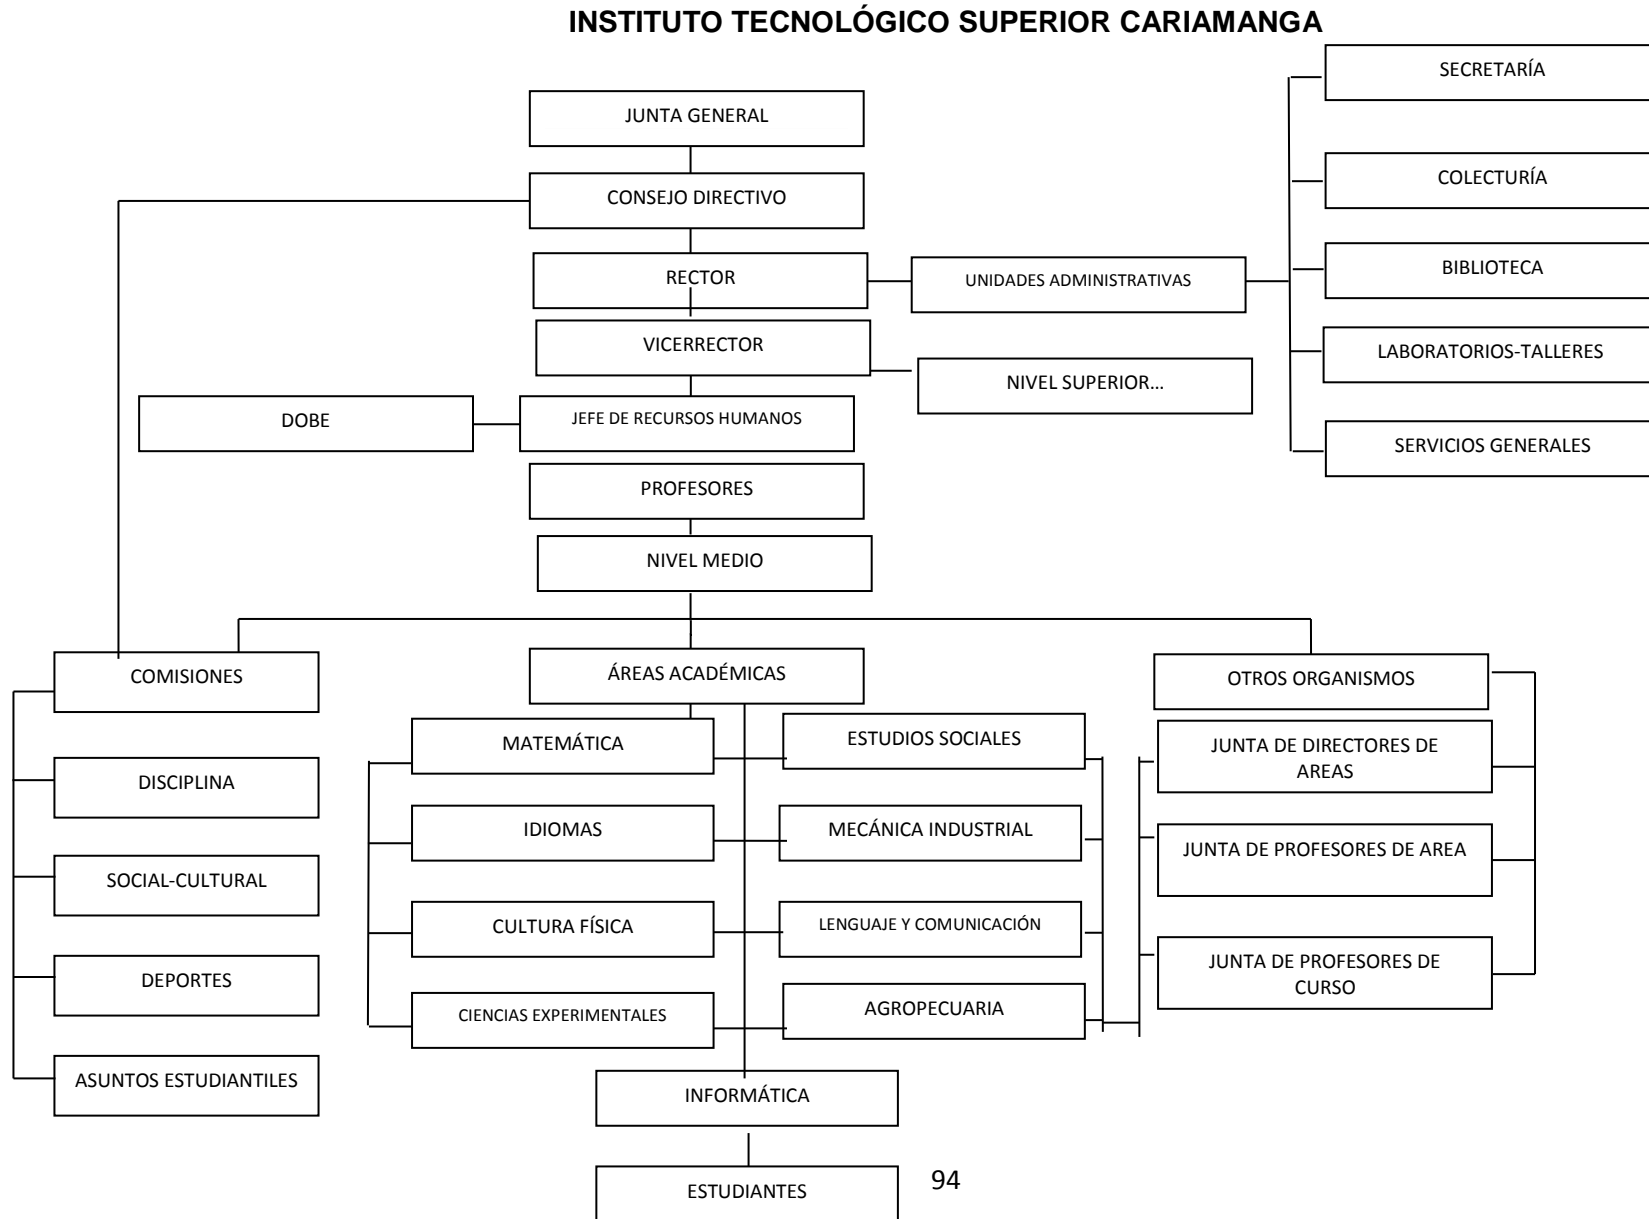 INSTITUTO TECNOLÓGICO SUPERIOR CARIAMANGA
SECRETARÍA
JUNTA GENERAL
COLECTURÍA
CONSEJO DIRECTIVO
BIBLIOTECA
RECTOR
UNIDADES ADMINISTRATIVAS
VICERRECTOR
LABORATORIOS-TALLERES
NIVEL SUPERIOR...
DOBE
JEFE DE RECURSOS HUMANOS
SERVICIOS GENERALES
PROFESORES
NIVEL MEDIO
COMISIONES
ÁREAS ACADÉMICAS
OTROS ORGANISMOS
MATEMÁTICA
ESTUDIOS SOCIALES
JUNTA DE DIRECTORES DE
AREAS
DISCIPLINA
IDIOMAS
MECÁNICA INDUSTRIAL
JUNTA DE PROFESORES DE AREA
SOCIAL-CULTURAL
CULTURA FÍSICA
LENGUAJE Y COMUNICACIÓN
JUNTA DE PROFESORES DE
CURSO
DEPORTES
CIENCIAS EXPERIMENTALES
AGROPECUARIA
ASUNTOS ESTUDIANTILES
INFORMÁTICA
ESTUDIANTES
94